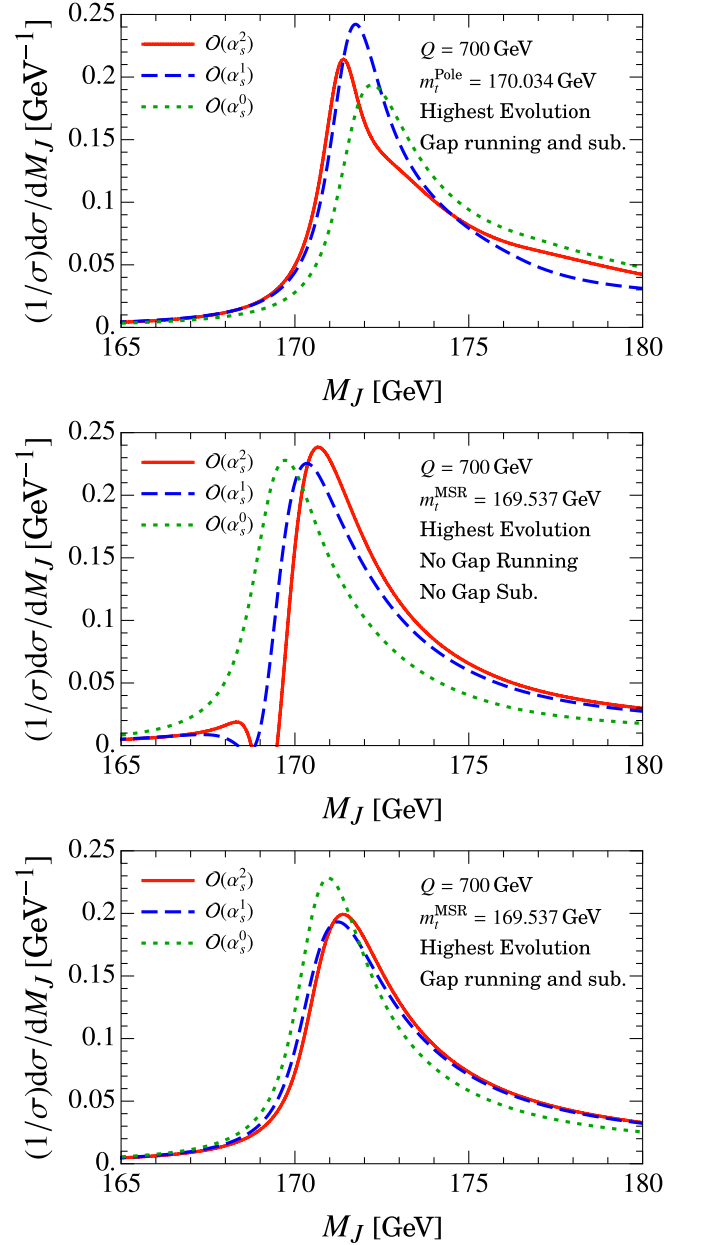 0.25
0.2
0.15
0.1
0.05
0.
(1/σ)dσ/dM_J [GeV⁻¹]
O(α_s^2)
O(α_s^1)
O(α_s^0)
Q = 700 GeV
m_t^Pole = 170.034 GeV
Highest Evolution
Gap running and sub.
165 170 175 180
M_J [GeV]
0.25
0.2
0.15
0.1
0.05
0.
(1/σ)dσ/dM_J [GeV⁻¹]
O(α_s^2)
O(α_s^1)
O(α_s^0)
Q = 700 GeV
m_t^MSR = 169.537 GeV
Highest Evolution
No Gap Running
No Gap Sub.
165 170 175 180
M_J [GeV]
0.25
0.2
0.15
0.1
0.05
0.
(1/σ)dσ/dM_J [GeV⁻¹]
O(α_s^2)
O(α_s^1)
O(α_s^0)
Q = 700 GeV
m_t^MSR = 169.537 GeV
Highest Evolution
Gap running and sub.
165 170 175 180
M_J [GeV]